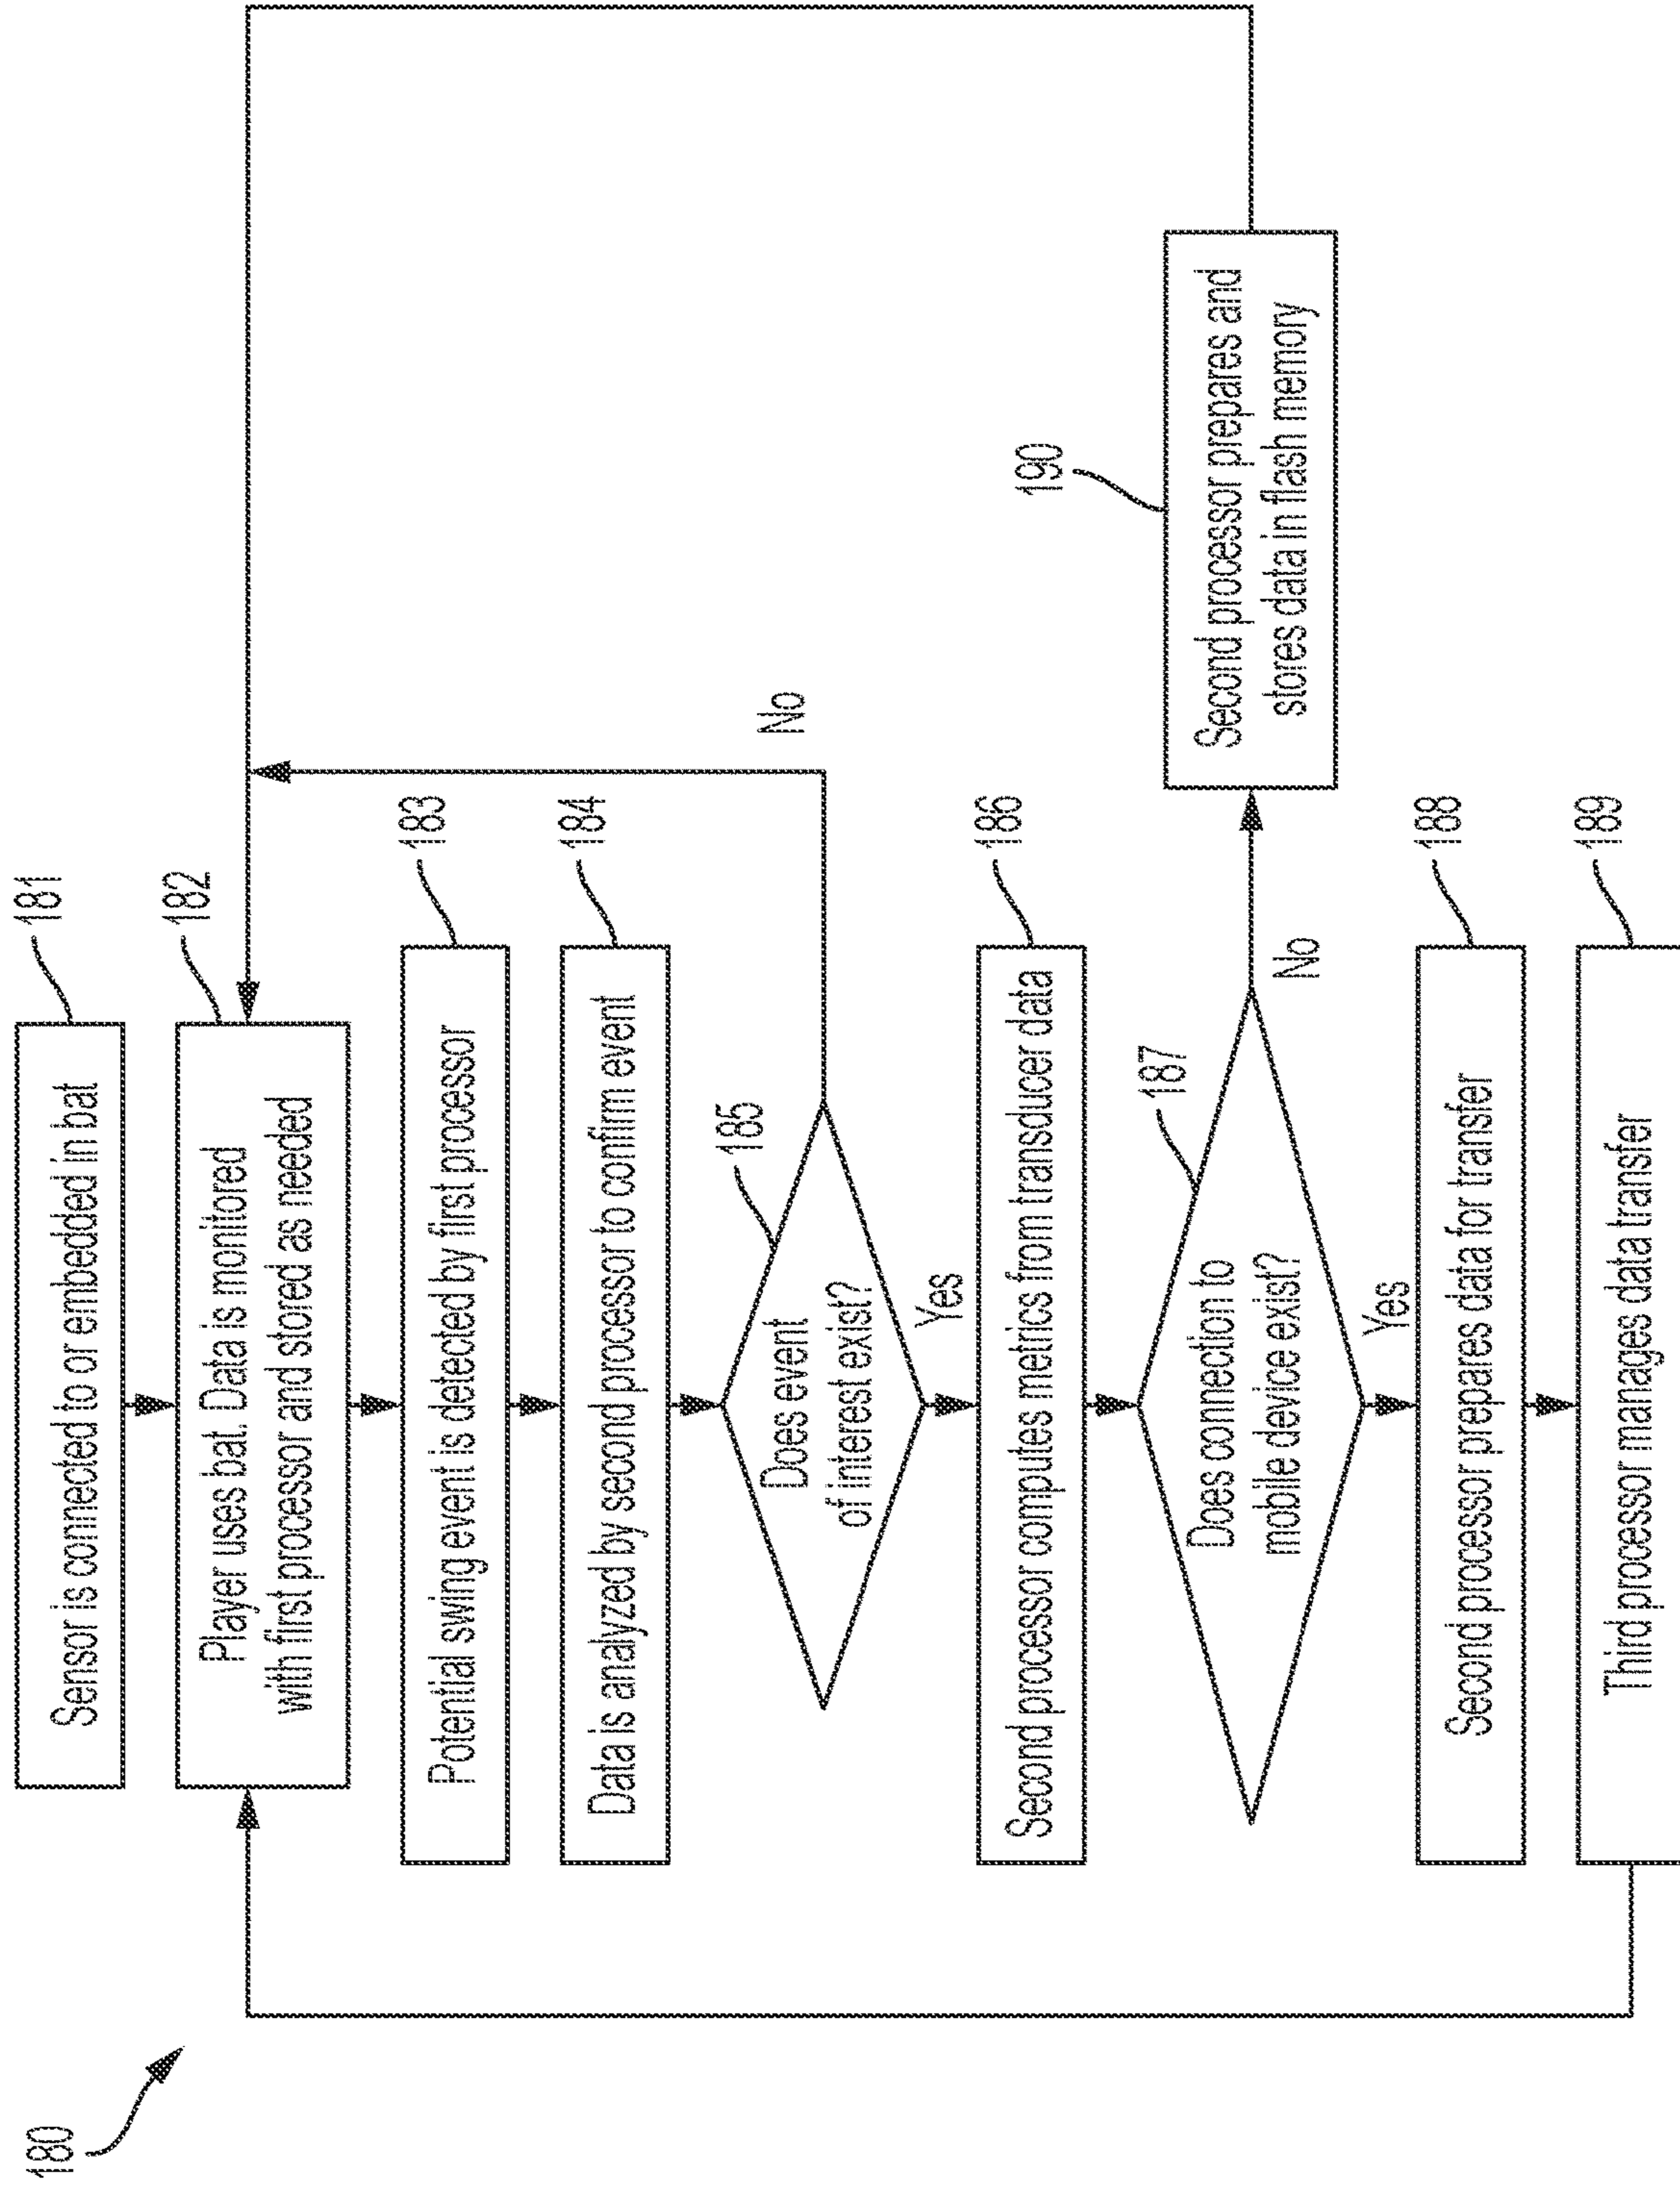 180
181
Sensor is connected to or embedded in bat
182
Player uses bat. Data is monitored
with first processor and stored as needed
183
Potential swing event is detected by first processor
184
Data is analyzed by second processor to confirm event
185
Does event
of interest exist?
No
Yes
186
Second processor computes metrics from transducer data
187
Does connection to
mobile device exist?
No
190
Second processor prepares and
stores data in flash memory
Yes
188
Second processor prepares data for transfer
189
Third processor manages data transfer